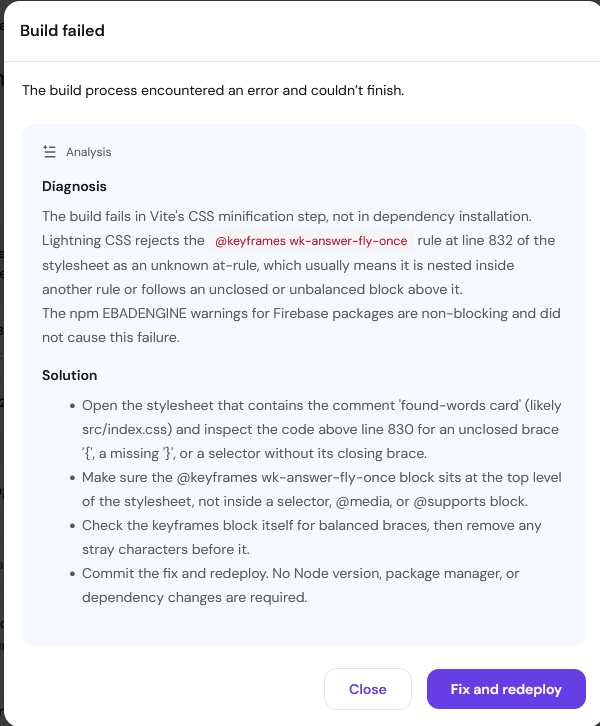 Build failed
The build process encountered an error and couldn’t finish.
Analysis
Diagnosis
The build fails in Vite's CSS minification step, not in dependency installation.
Lightning CSS rejects the @keyframes wk-answer-fly-once rule at line 832 of the
stylesheet as an unknown at-rule, which usually means it is nested inside
another rule or follows an unclosed or unbalanced block above it.
The npm EBADENGINE warnings for Firebase packages are non-blocking and did
not cause this failure.
Solution
• Open the stylesheet that contains the comment 'found-words card' (likely
src/index.css) and inspect the code above line 830 for an unclosed brace
'{', a missing '}', or a selector without its closing brace.
• Make sure the @keyframes wk-answer-fly-once block sits at the top level
of the stylesheet, not inside a selector, @media, or @supports block.
• Check the keyframes block itself for balanced braces, then remove any
stray characters before it.
• Commit the fix and redeploy. No Node version, package manager, or
dependency changes are required.
Close
Fix and redeploy